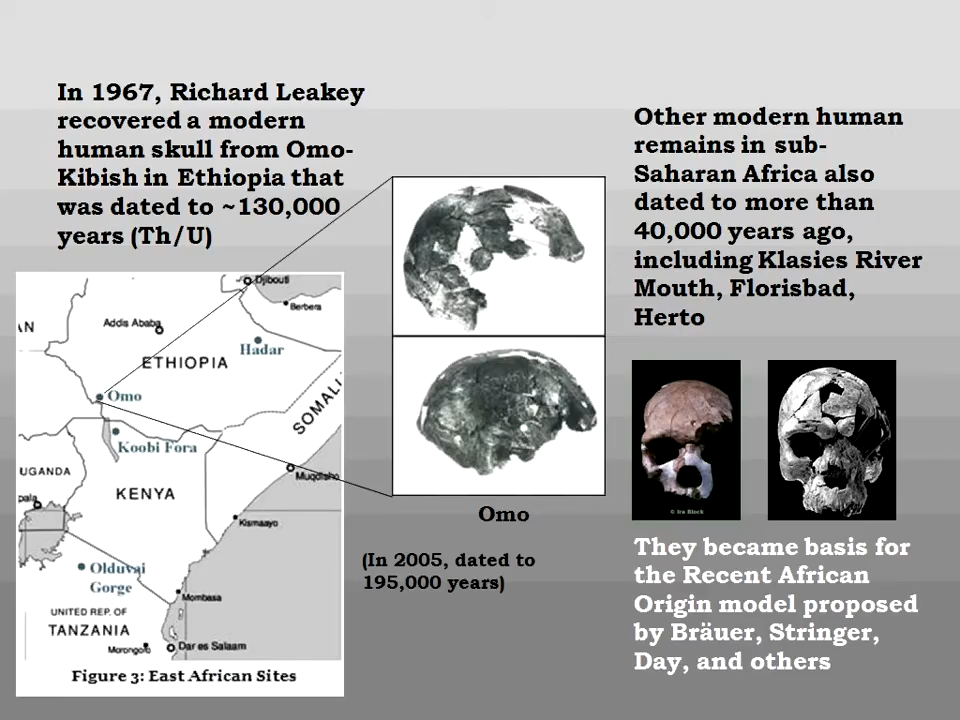 In 1967, Richard Leakey
recovered a modern
human skull from Omo-
Kibish in Ethiopia that
was dated to ~130,000
years (Th/U)
Other modern human
remains in sub-
Saharan Africa also
dated to more than
40,000 years ago,
including Klasies River
Mouth, Florisbad,
Herto
Djibouti
Berbera
AN
Addis Ababa
ETHIOPIA
Hadar
Omo
SOMALI
Koobi Fora
UGANDA
pala
KENYA
Muqdisho
Kismaayo
Olduvai
Gorge
Mombasa
UNITED REP. OF
TANZANIA
Morogoro
Dar es Salaam
Figure 3: East African Sites
Omo
(In 2005, dated to
195,000 years)
© Ira Block
They became basis for
the Recent African
Origin model proposed
by Bräuer, Stringer,
Day, and others